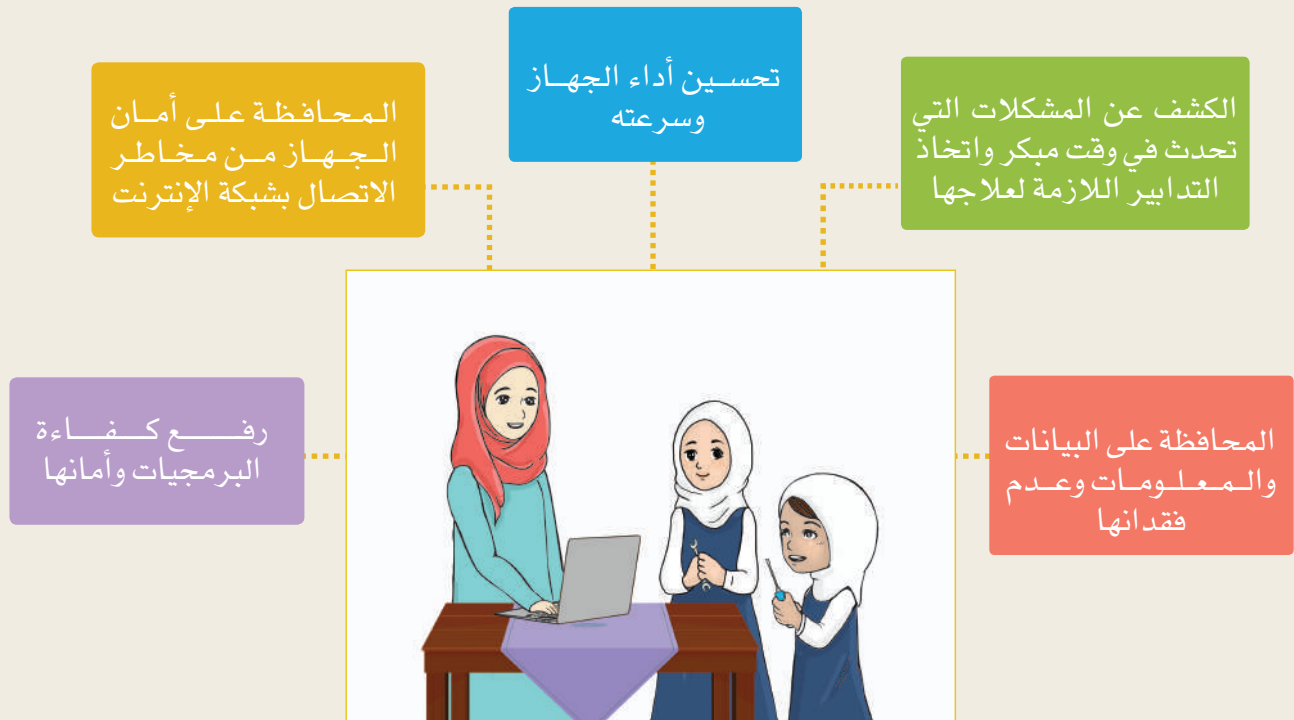 الكشف عن المشكلات التي
تحدث في وقت مبكر واتخاذ
التدابير اللازمة لعلاجها
تحسين أداء الجهاز
وسرعته
المحافظة على أمان
الجهاز من مخاطر
الاتصال بشبكة الإنترنت
المحافظة على البيانات
والمعلومات وعدم
فقدانها
رفع كفاءة
البرمجيات وأمانها